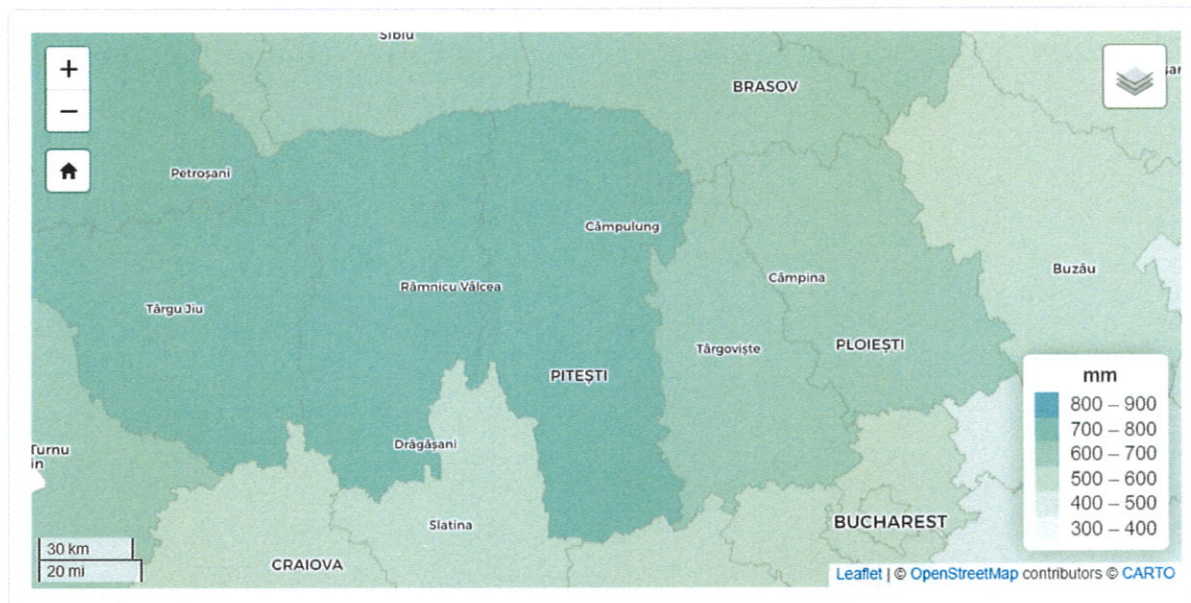 Sibiu
+
BRASOV
−
Petroșani
Câmpulung
Buzău
Câmpina
Râmnicu Vâlcea
Târgu Jiu
PLOIEȘTI
Târgoviște
PITEȘTI
mm
800 – 900
700 – 800
600 – 700
500 – 600
400 – 500
300 – 400
Drăgășani
Turnu
in
Slatina
BUCHAREST
CRAIOVA
30 km
20 mi
Leaflet | © OpenStreetMap contributors © CARTO